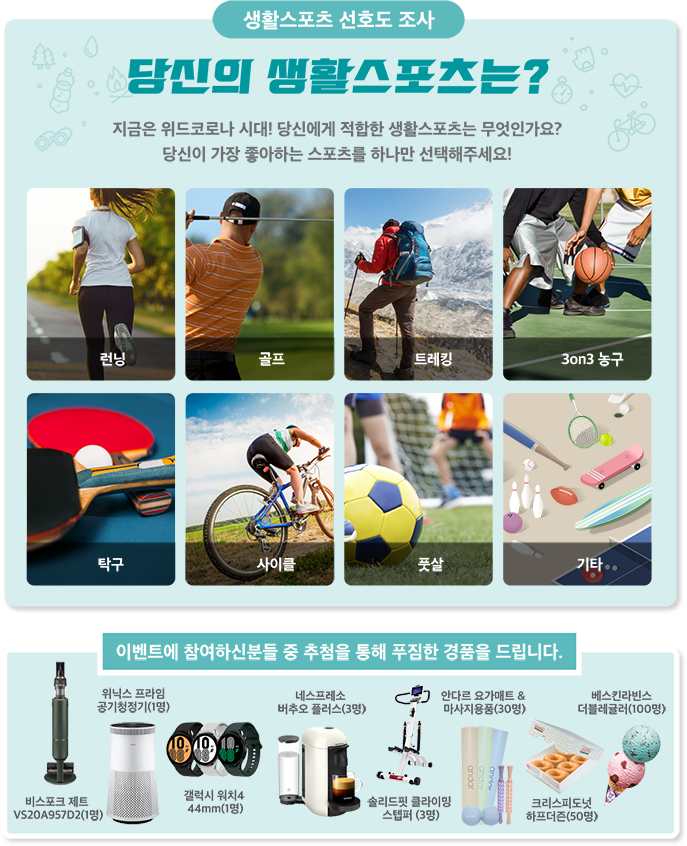 생활스포츠 선호도 조사
당신의 생활스포츠는?
지금은 위드코로나 시대! 당신에게 적합한 생활스포츠는 무엇인가요?
당신이 가장 좋아하는 스포츠를 하나만 선택해주세요!
런닝
골프
트레킹
3on3 농구
탁구
사이클
풋살
기타
이벤트에 참여하신분들 중 추첨을 통해 푸짐한 경품을 드립니다.
비스포크 제트
VS20A957D2(1명)
위닉스 프라임
공기청정기(1명)
갤럭시 워치4
44mm(1명)
네스프레소
버추오 플러스(3명)
솔리드핏 클라이밍
스텝퍼 (3명)
안다르 요가매트 &
마사지용품(30명)
andar
andar
andar
크리스피도넛
하프더즌(50명)
베스킨라빈스
더블레귤러(100명)